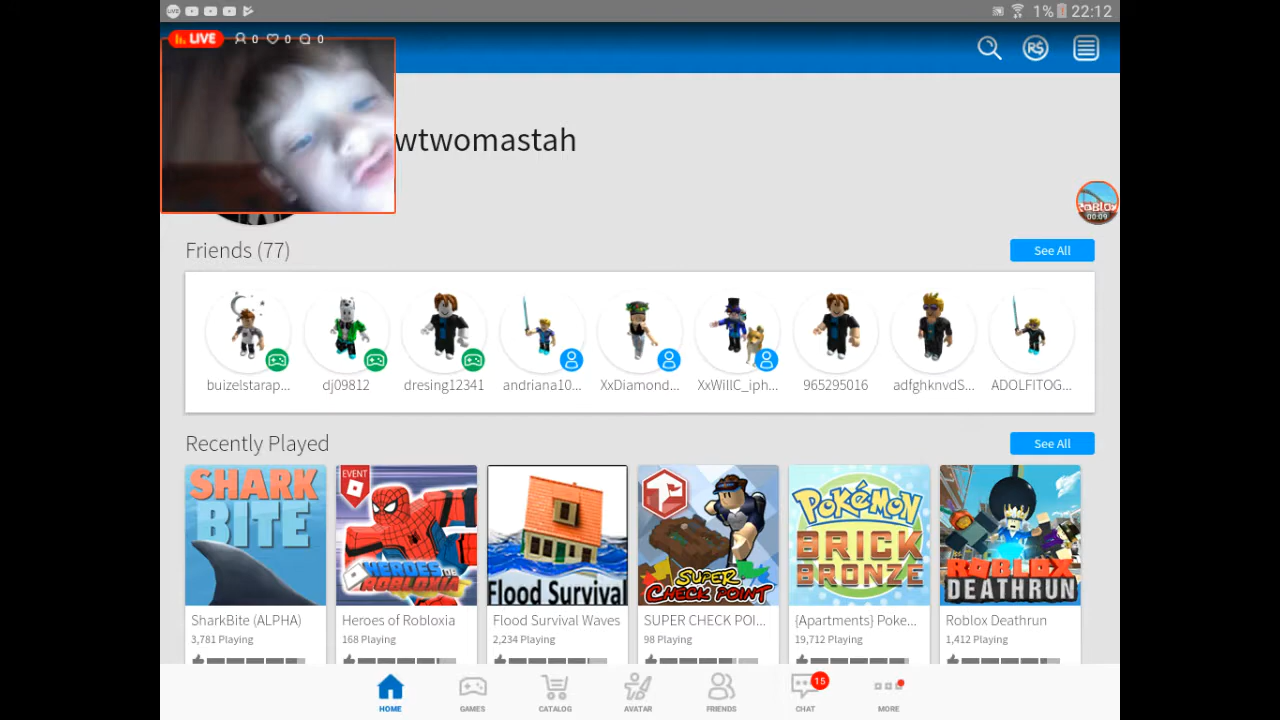 LIVE 0 0 0
LIVE 1% 22:12
R$
wtwomastah
ROBLOX
00:09
Friends (77)
See All
buizelstarap... dj09812 dresing12341 andriana10... XxDiamond... XxWillC_iph... 965295016 adfghknvdS... ADOLFITOG...
Recently Played
See All
SHARK BITE
EVENT
HEROES OF ROBLOXIA
Flood Survival
SUPER CHECK POINT
POKéMON BRICK BRONZE
ROBLOX DEATHRUN
SharkBite (ALPHA) Heroes of Robloxia Flood Survival Waves SUPER CHECK POI... {Apartments} Poke... Roblox Deathrun
3,781 Playing 168 Playing 2,234 Playing 98 Playing 19,712 Playing 1,412 Playing
15
HOME GAMES CATALOG AVATAR FRIENDS CHAT MORE